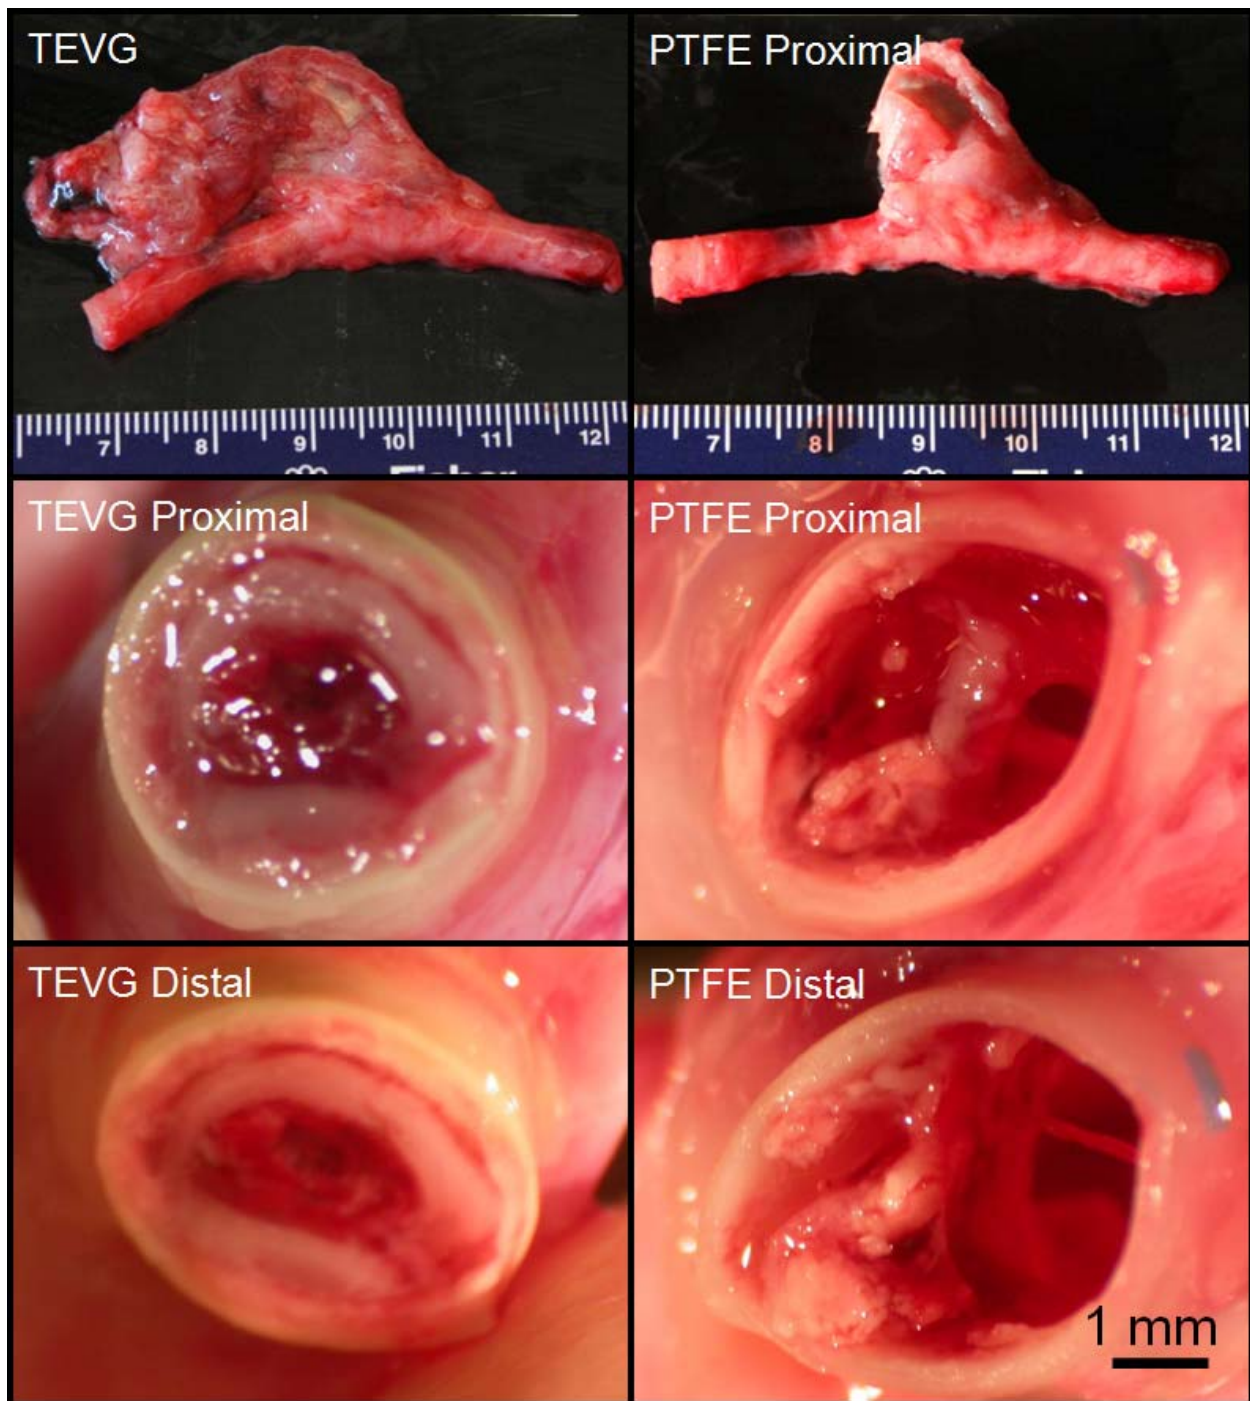 TEVG
PTFE Proximal
7 8 9 10 11 12
7 8 9 10 11 12
TEVG Proximal
PTFE Proximal
TEVG Distal
PTFE Distal
1 mm